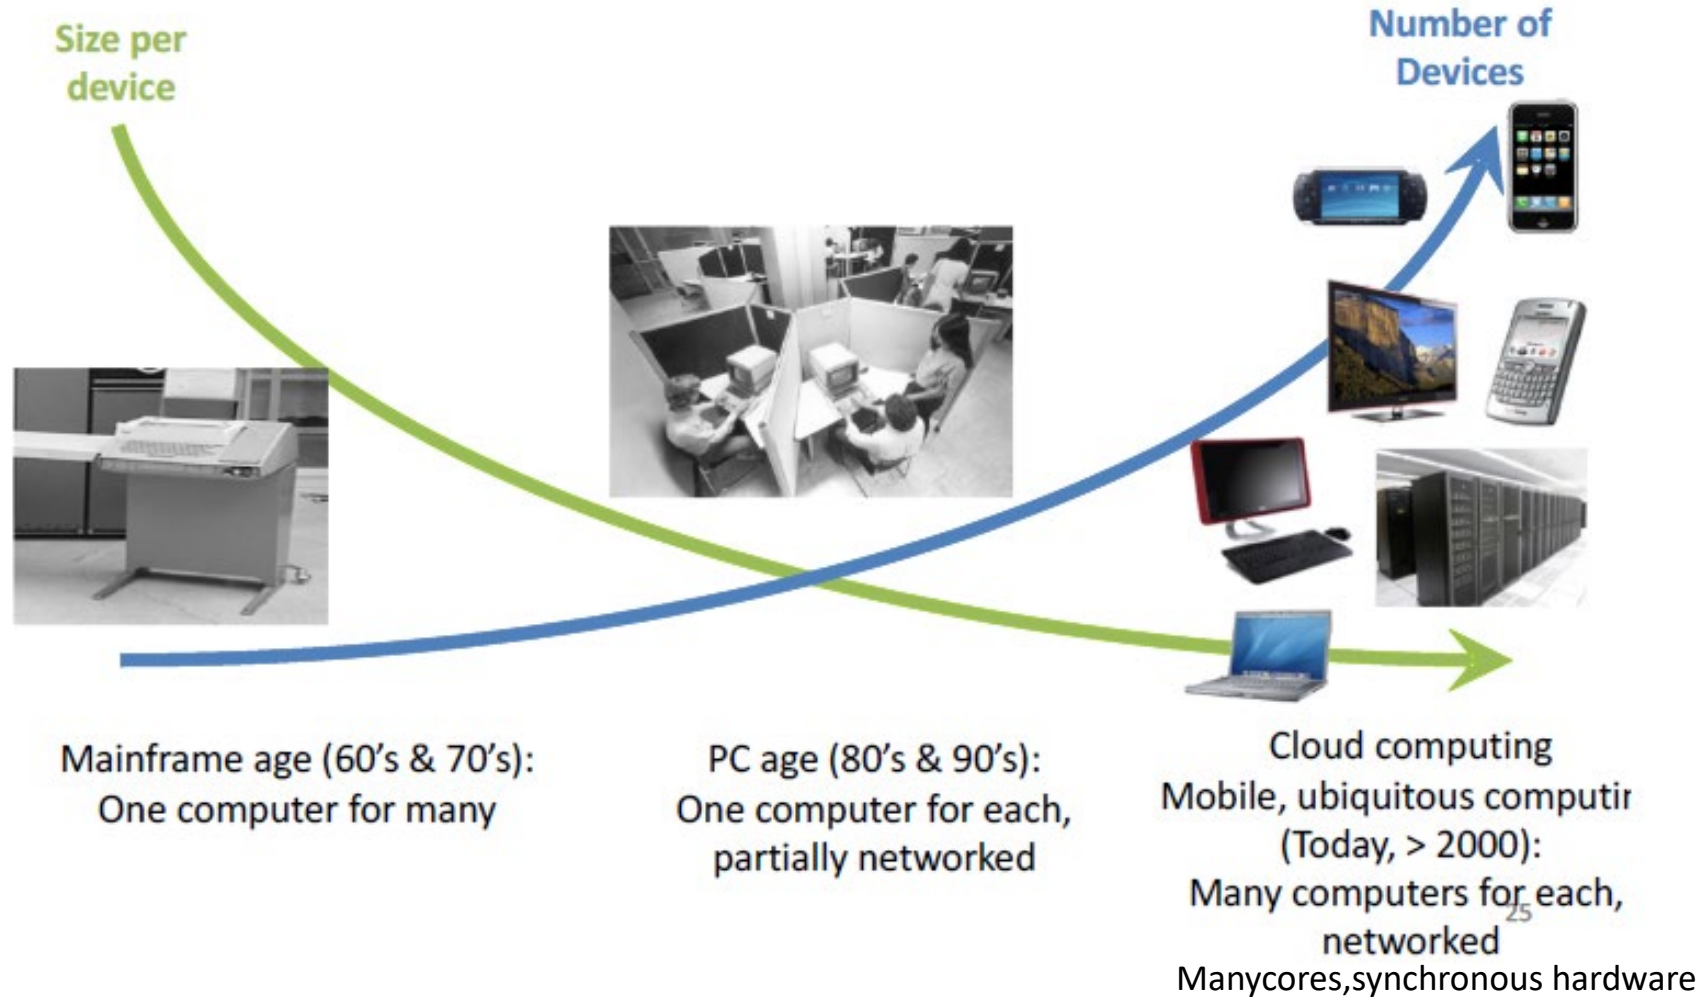 Size per
device
Number of
Devices
Mainframe age (60's & 70's):
One computer for many
PC age (80's & 90's):
One computer for each,
partially networked
Cloud computing
Mobile, ubiquitous computin
(Today, > 2000):
Many computers for each,
25
networked
Manycores,synchronous hardware